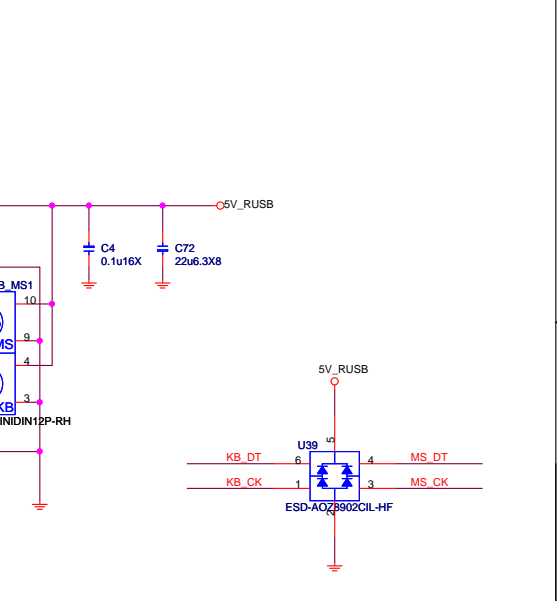 5V_RUSB
C4
0.1u16X
C72
22u6.3X8
B_MS1
10
9
MS
4
3
KB
INIDIN12P-RH
5V_RUSB
5
U39
KB_DT
6
4
MS_DT
KB_CK
1
3
MS_CK
2
ESD-AOZ8902CIL-HF